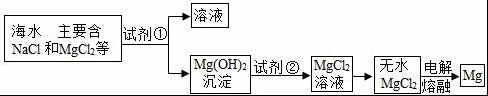 海水 主要含
NaCl 和MgCl2等
试剂①
溶液
Mg(OH)2
沉淀
试剂②
MgCl2
溶液
无水
MgCl2
电解
熔融
Mg